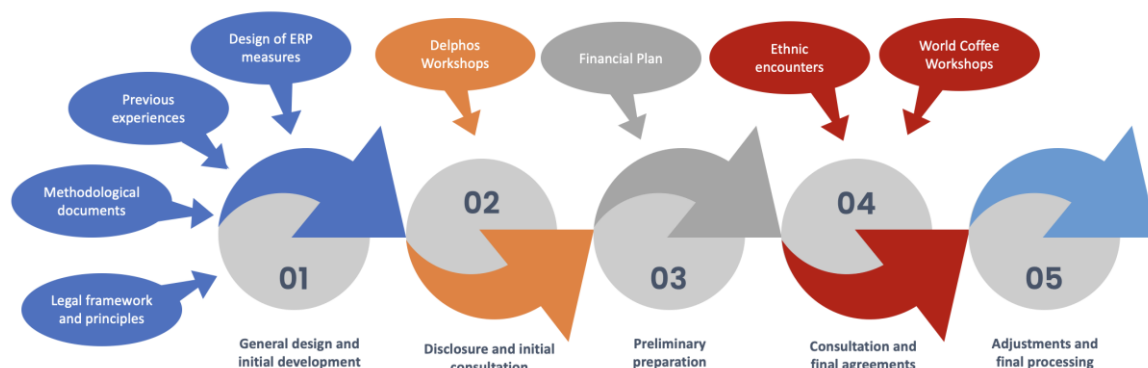 Design of ERP
measures
Delphos
Workshops
Financial Plan
Ethnic
encounters
World Coffee
Workshops
Previous
experiences
Methodological
documents
Legal framework
and principles
01
02
03
04
05
General design and
initial development
Disclosure and initial
consultation
Preliminary
preparation
Consultation and
final agreements
Adjustments and
final processing